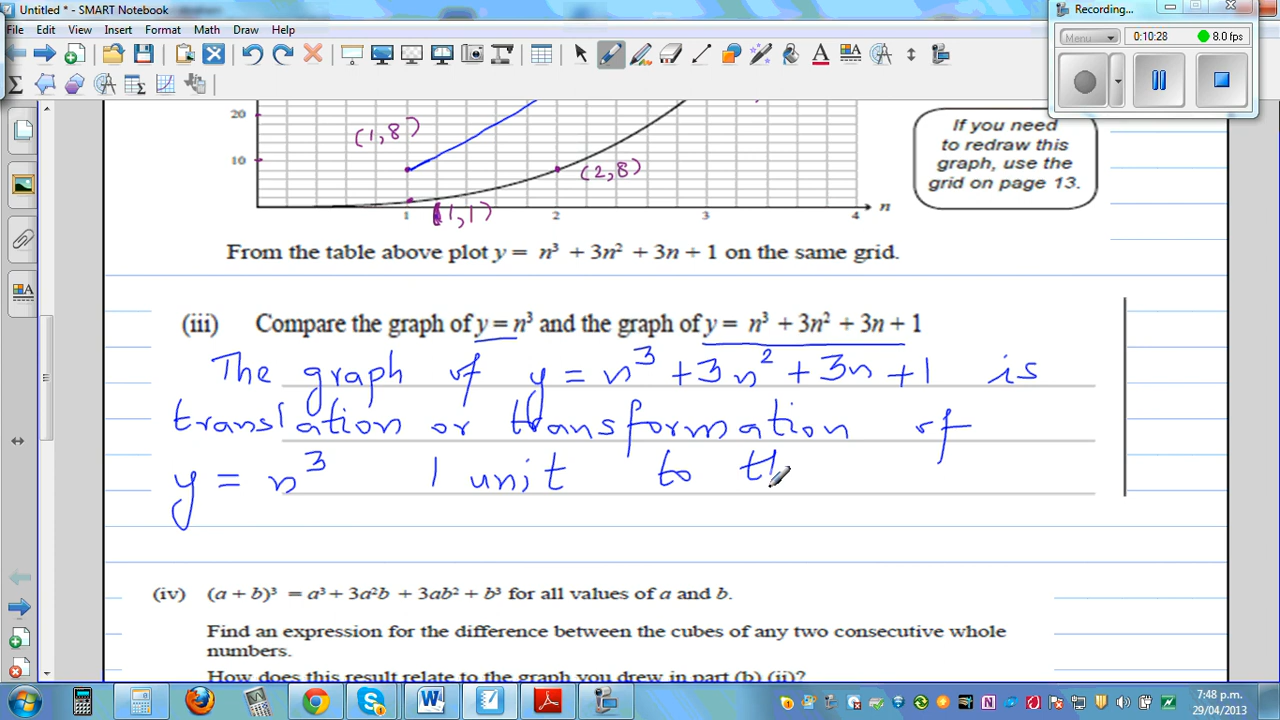 Untitled * - SMART Notebook
Recording...
File Edit View Insert Format Math Draw Help
Menu 0:10:28 8.0 fps
20
10
(1,8)
(2,8)
(1,1)
1 2 3 4 n
If you need
to redraw this
graph, use the
grid on page 13.
From the table above plot y = n³ + 3n² + 3n + 1 on the same grid.
(iii) Compare the graph of y = n³ and the graph of y = n³ + 3n² + 3n + 1
The graph of y = n³ + 3n² + 3n + 1 is
translation or transformation of
y = n³ 1 unit to th
(iv) (a + b)³ = a³ + 3a²b + 3ab² + b³ for all values of a and b.
Find an expression for the difference between the cubes of any two consecutive whole
numbers.
How does this result relate to the graph you drew in part (b) (ii)?
7:48 p.m.
29/04/2013